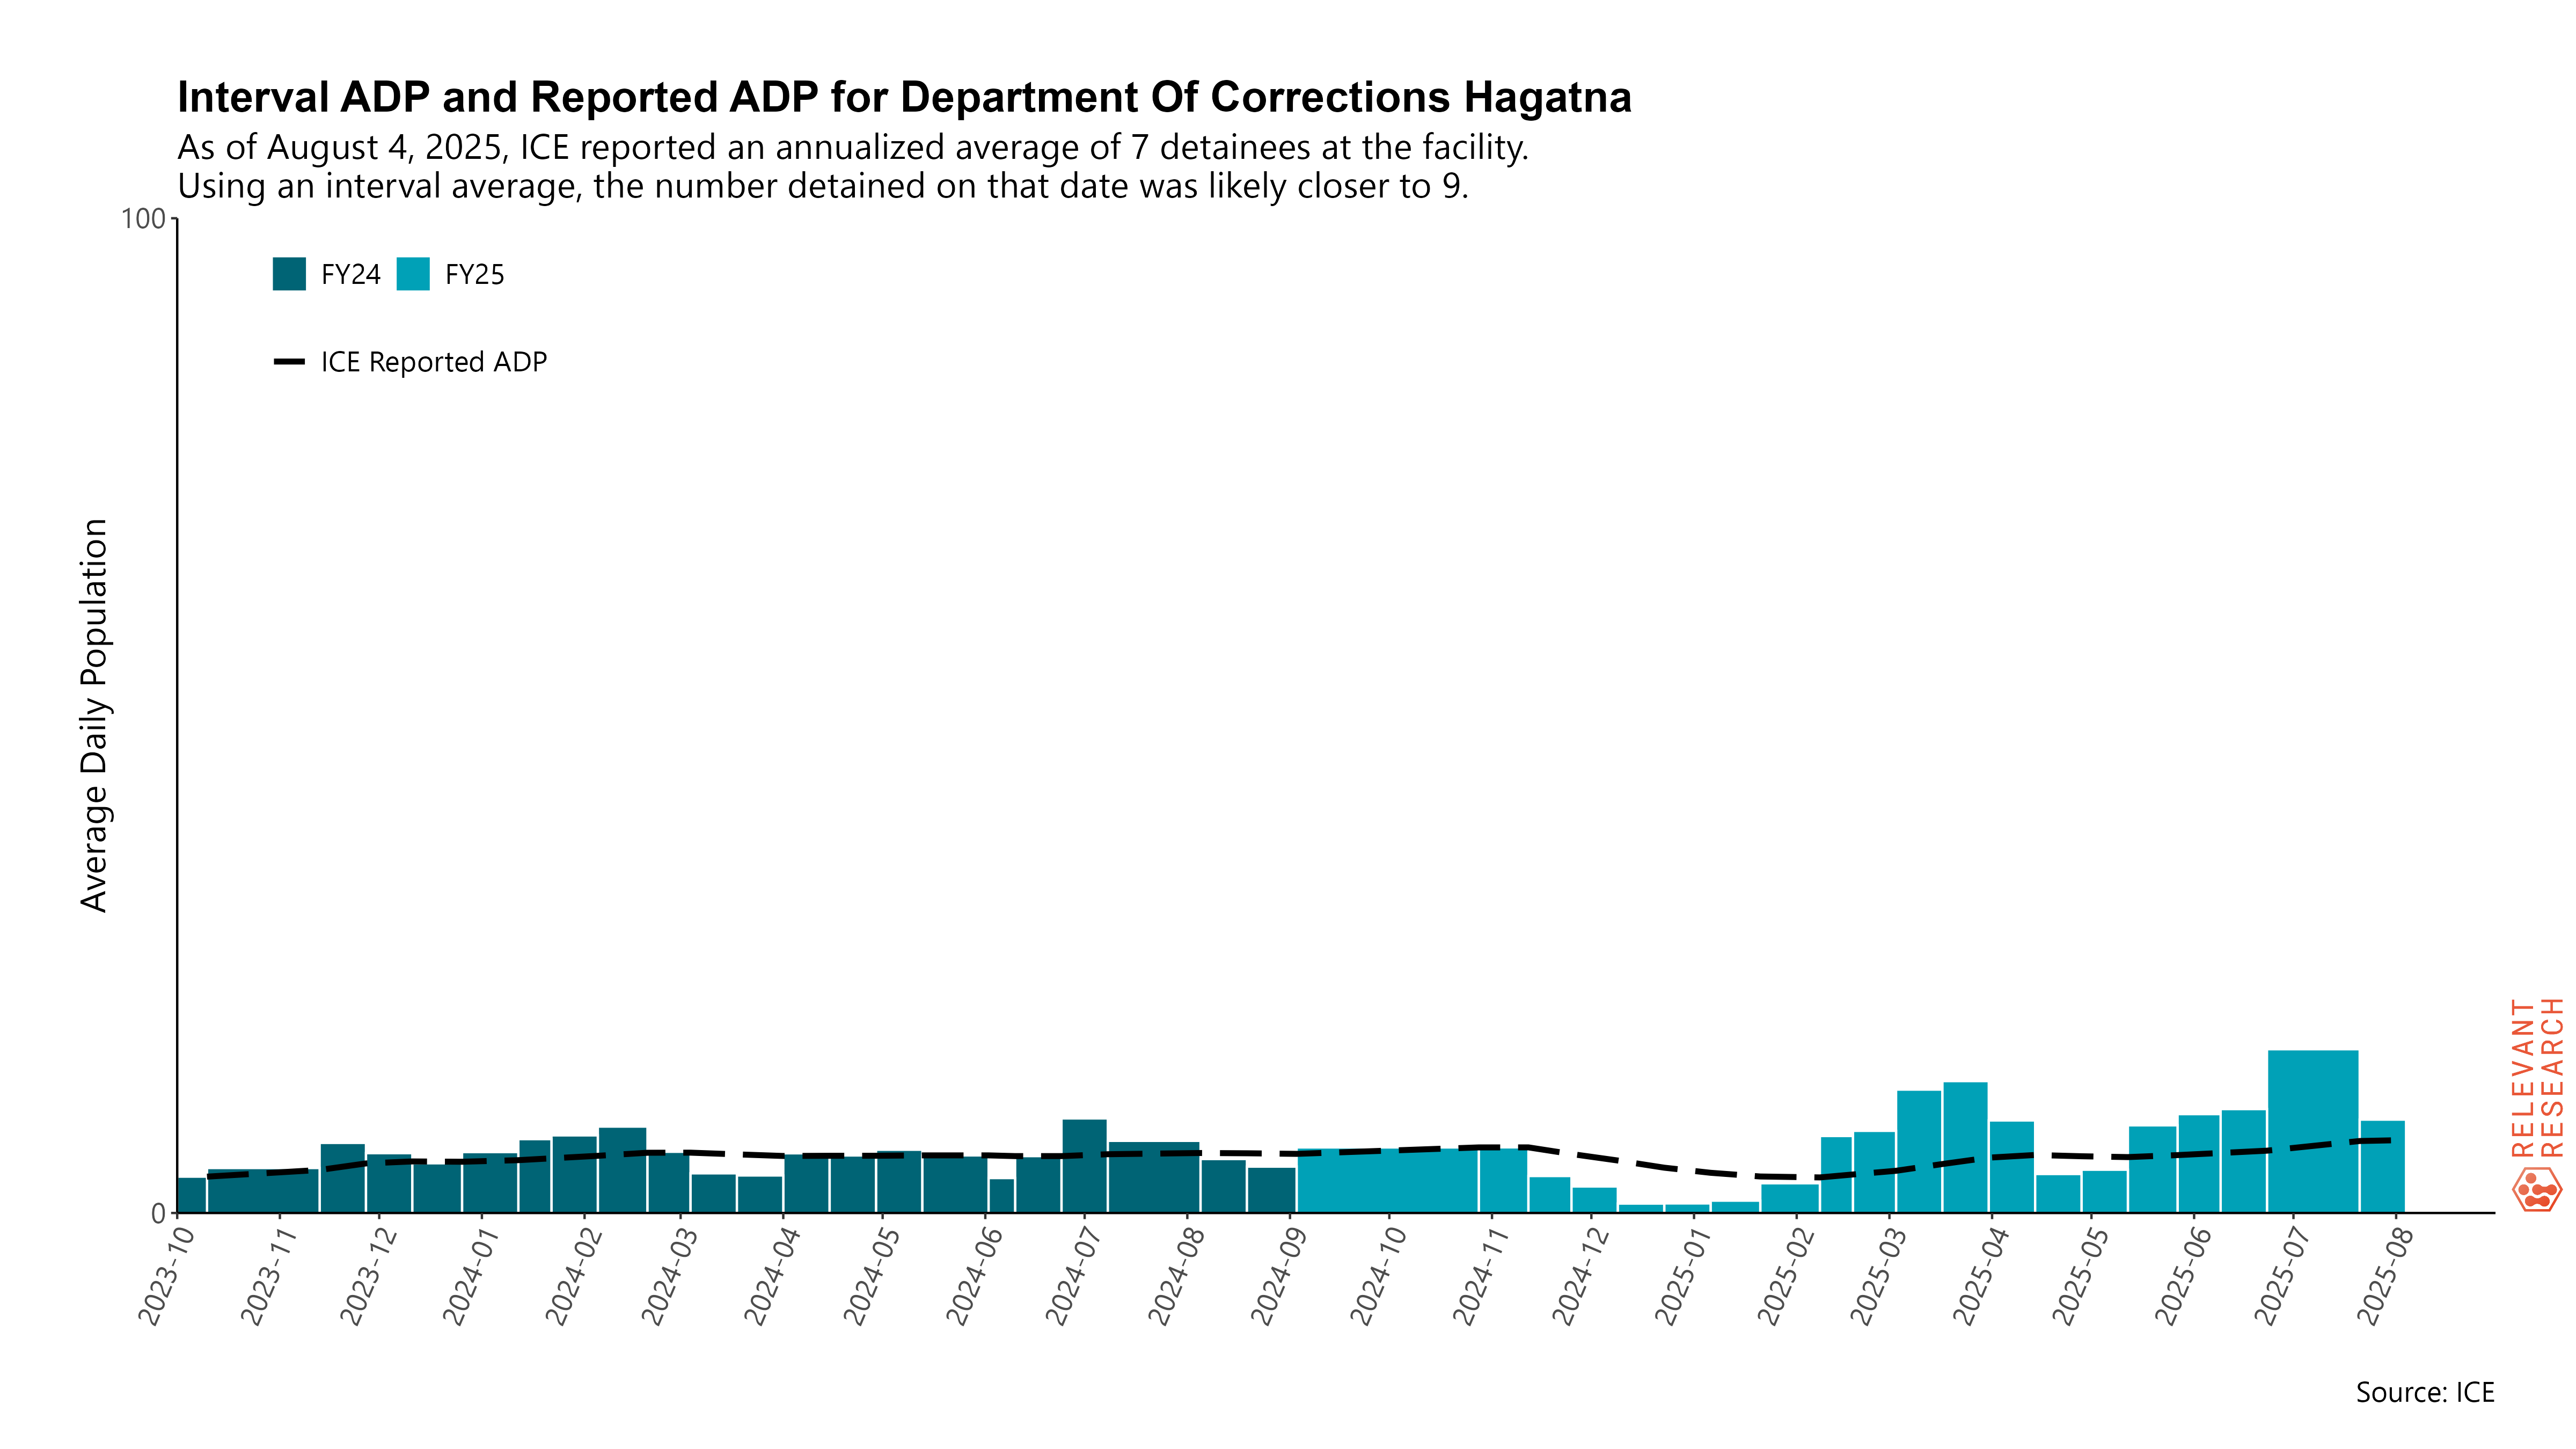 Interval ADP and Reported ADP for Department Of Corrections Hagatna
As of August 4, 2025, ICE reported an annualized average of 7 detainees at the facility.
Using an interval average, the number detained on that date was likely closer to 9.
100
FY24 FY25
ICE Reported ADP
Average Daily Population
0
2023-10
2023-11
2023-12
2024-01
2024-02
2024-03
2024-04
2024-05
2024-06
2024-07
2024-08
2024-09
2024-10
2024-11
2024-12
2025-01
2025-02
2025-03
2025-04
2025-05
2025-06
2025-07
2025-08
RELEVANT
RESEARCH
Source: ICE